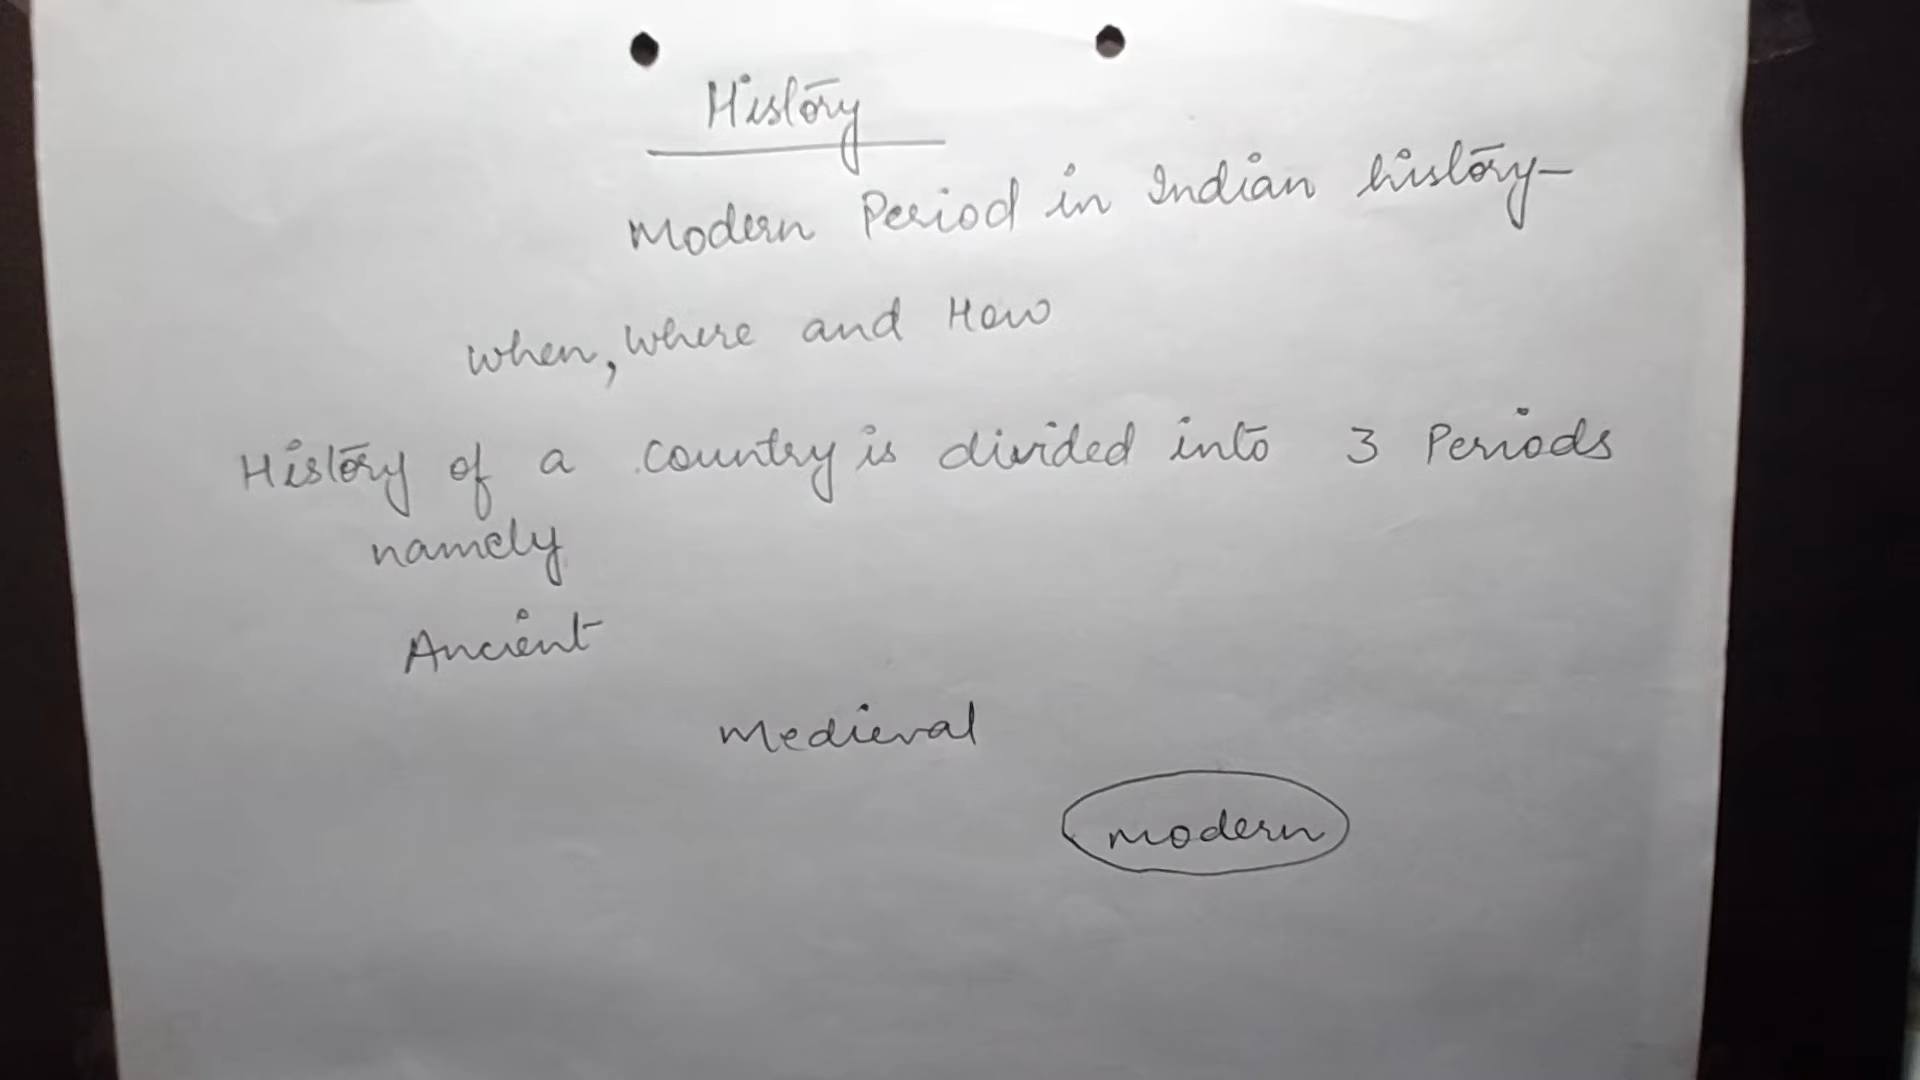 History
Modern Period in Indian history-
When, Where and How
History of a country is divided into 3 Periods
namely
Ancient
Medieval
modern